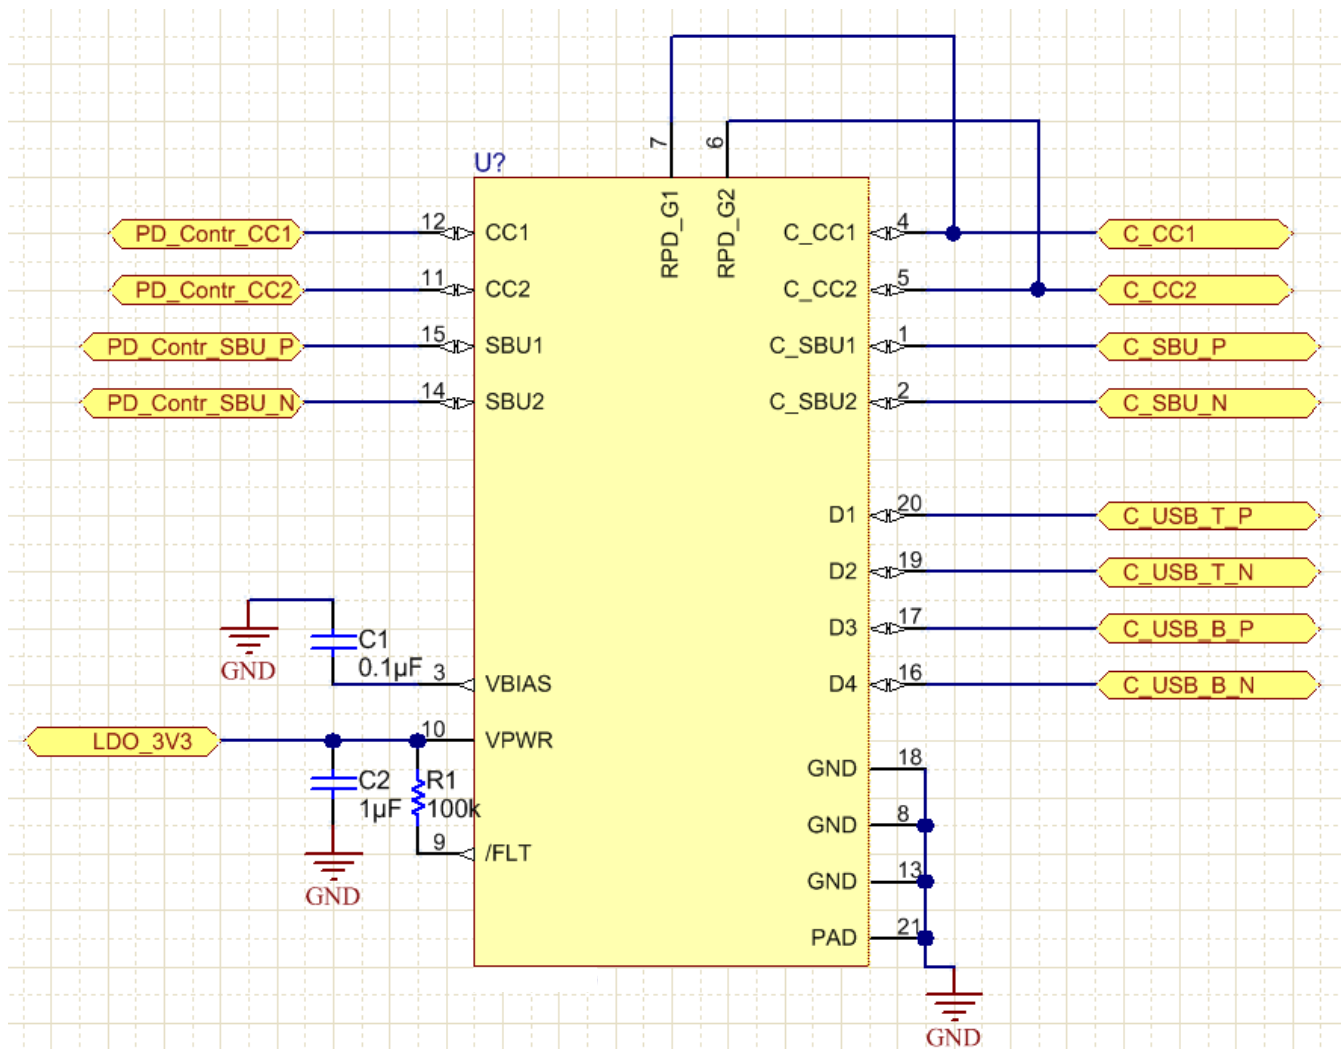 7
6
U?
RPD_G1
RPD_G2
PD_Contr_CC1
12
CC1
C_CC1
4
C_CC1
PD_Contr_CC2
11
CC2
C_CC2
5
C_CC2
PD_Contr_SBU_P
15
SBU1
C_SBU1
1
C_SBU_P
PD_Contr_SBU_N
14
SBU2
C_SBU2
2
C_SBU_N
D1
20
C_USB_T_P
D2
19
C_USB_T_N
D3
17
C_USB_B_P
GND
C1
0.1µF
3
VBIAS
D4
16
C_USB_B_N
LDO_3V3
10
VPWR
GND
18
C2
1µF
R1
100k
GND
8
9
/FLT
GND
13
GND
PAD
21
GND